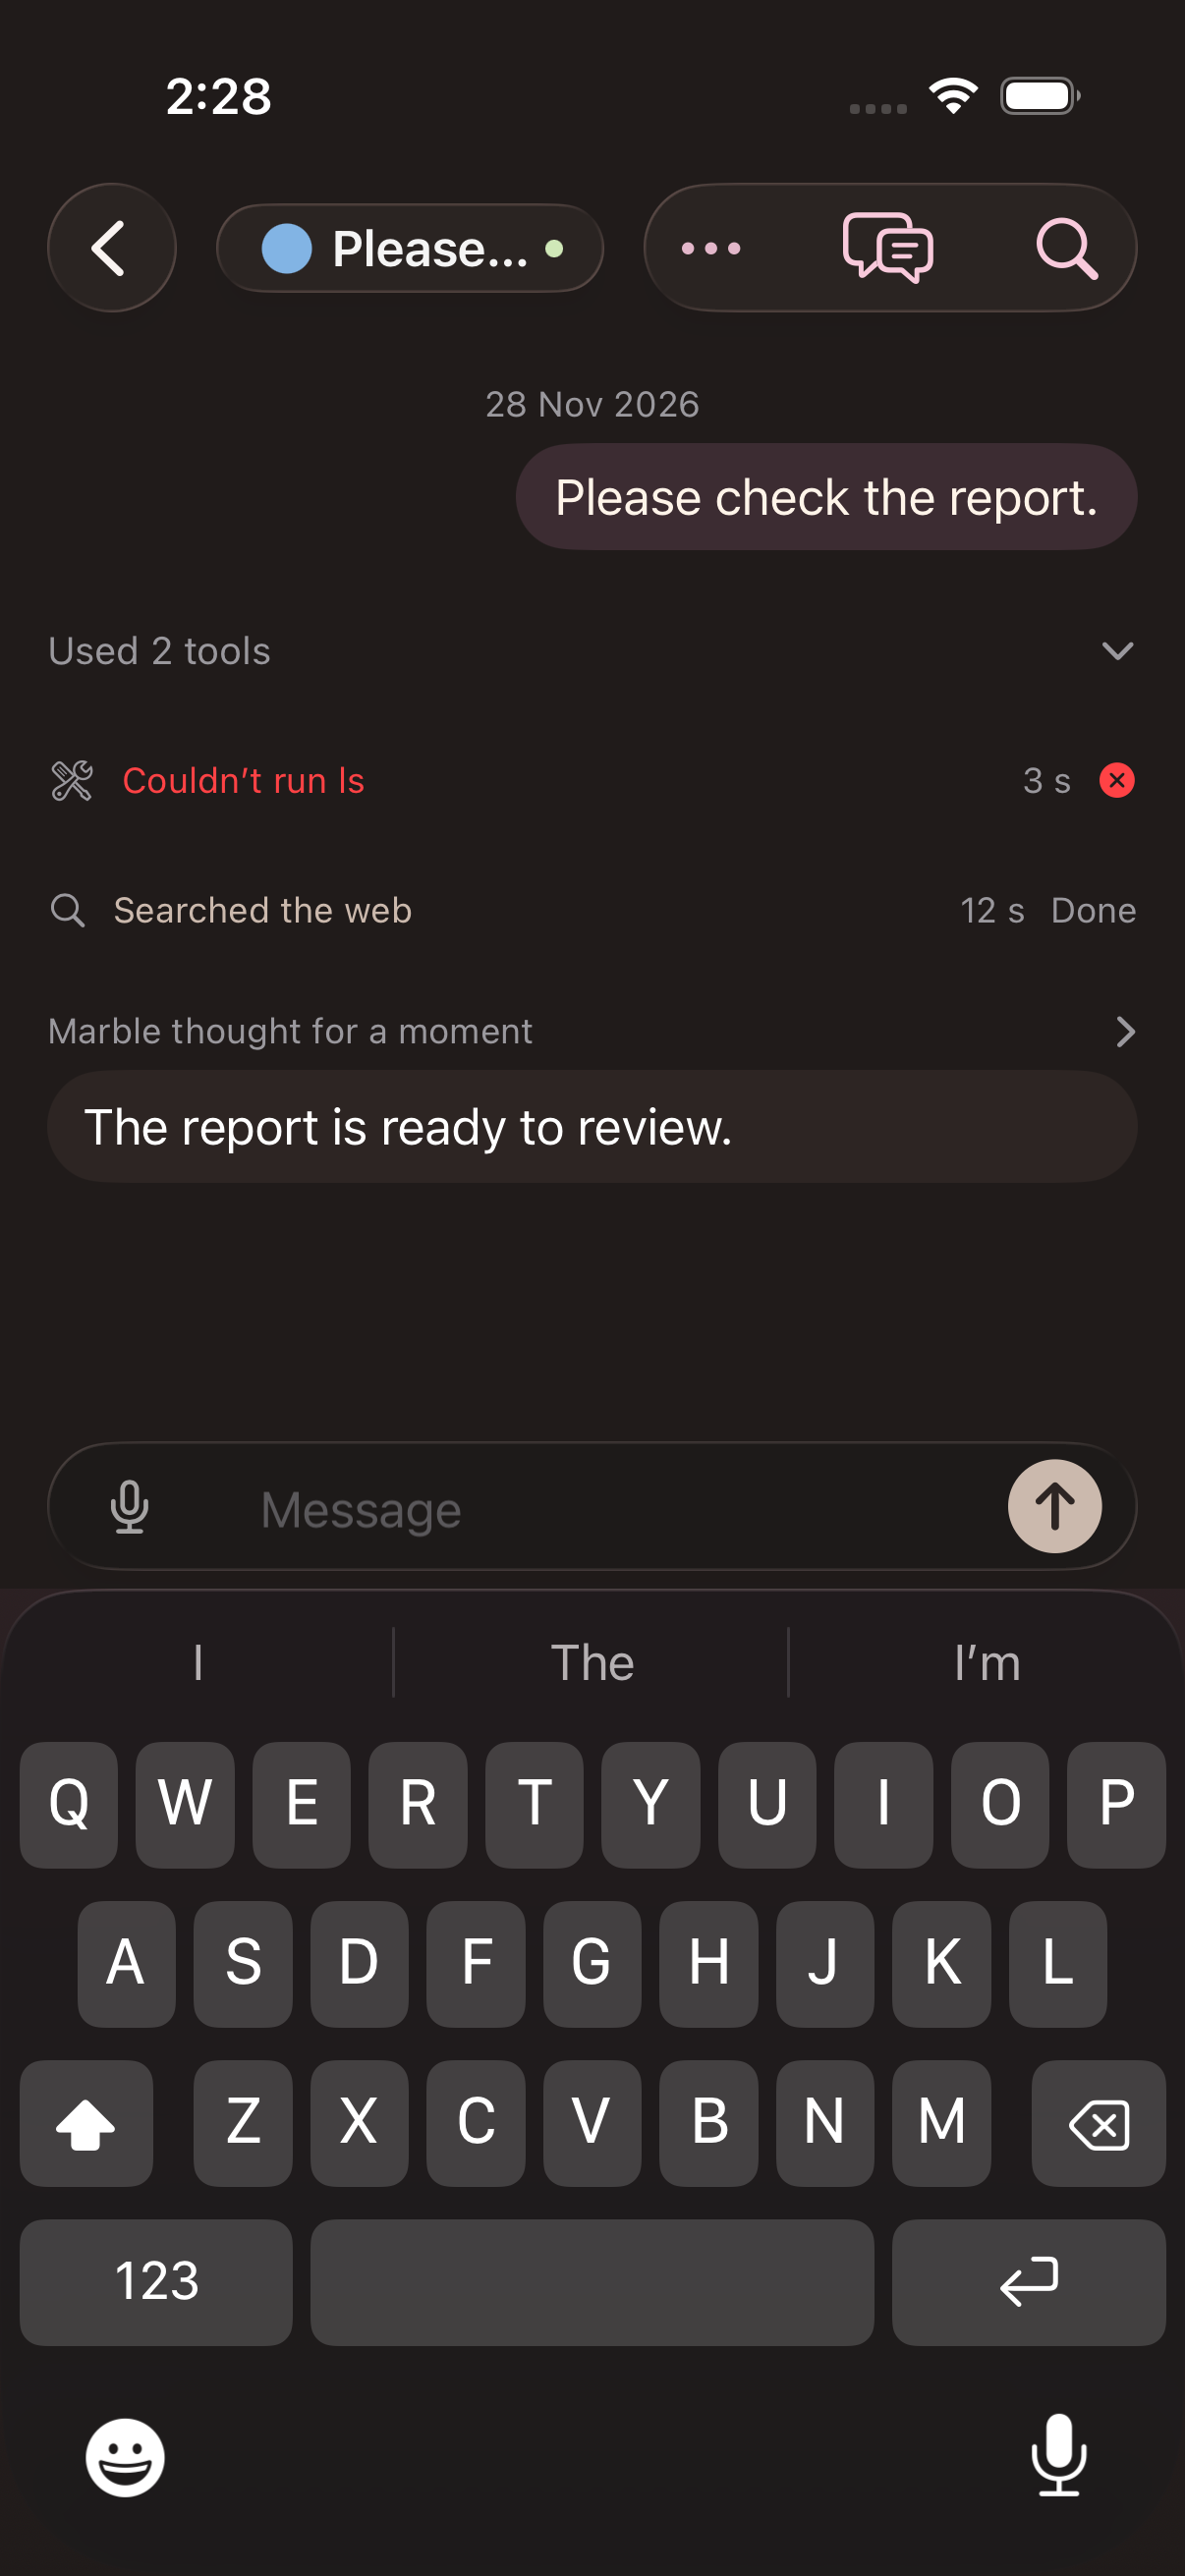 2:28
Please...
28 Nov 2026
Please check the report.
Used 2 tools
Couldn’t run ls
3 s
Searched the web
12 s Done
Marble thought for a moment
The report is ready to review.
Message
I The I’m
Q W E R T Y U I O P
A S D F G H J K L
Z X C V B N M
123